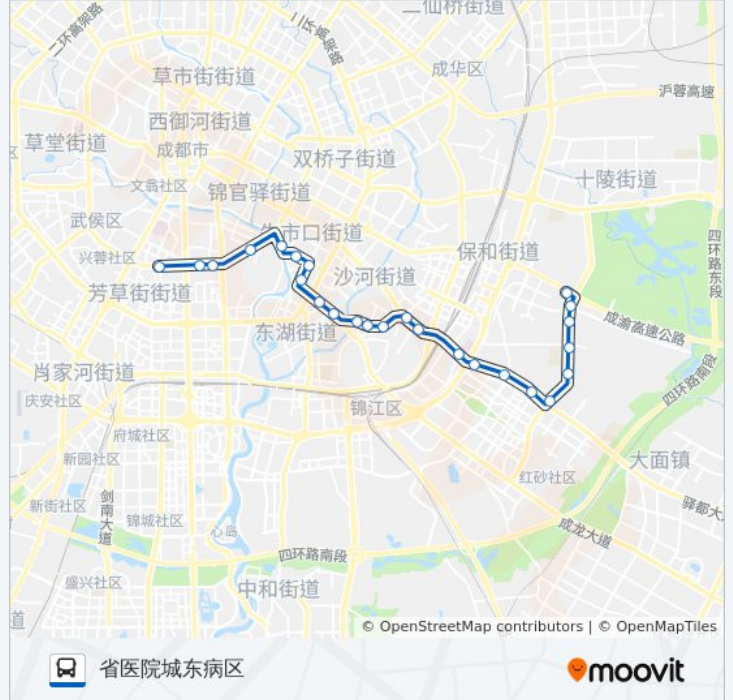 二仙桥街道
二环高架路
二环高架路
草市街街道
成华区
沪蓉高速
西御河街道
草堂街道
成都市
双桥子街道
文翁社区
锦官驿街道
十陵街道
武侯区
牛市口街道
四环路东段
兴蓉社区
保和街道
沙河街道
芳草街街道
成渝高速公路
东湖街道
肖家河街道
四环路南段
庆安社区
锦江区
府城社区
新园社区
大面镇
红砂社区
新街社区
剑南大道
锦城社区
心岛
驿都大
成龙大道
四环路南段
盛兴社区
中和街道
道
© OpenStreetMap contributors | © OpenMapTiles
省医院城东病区
moovit